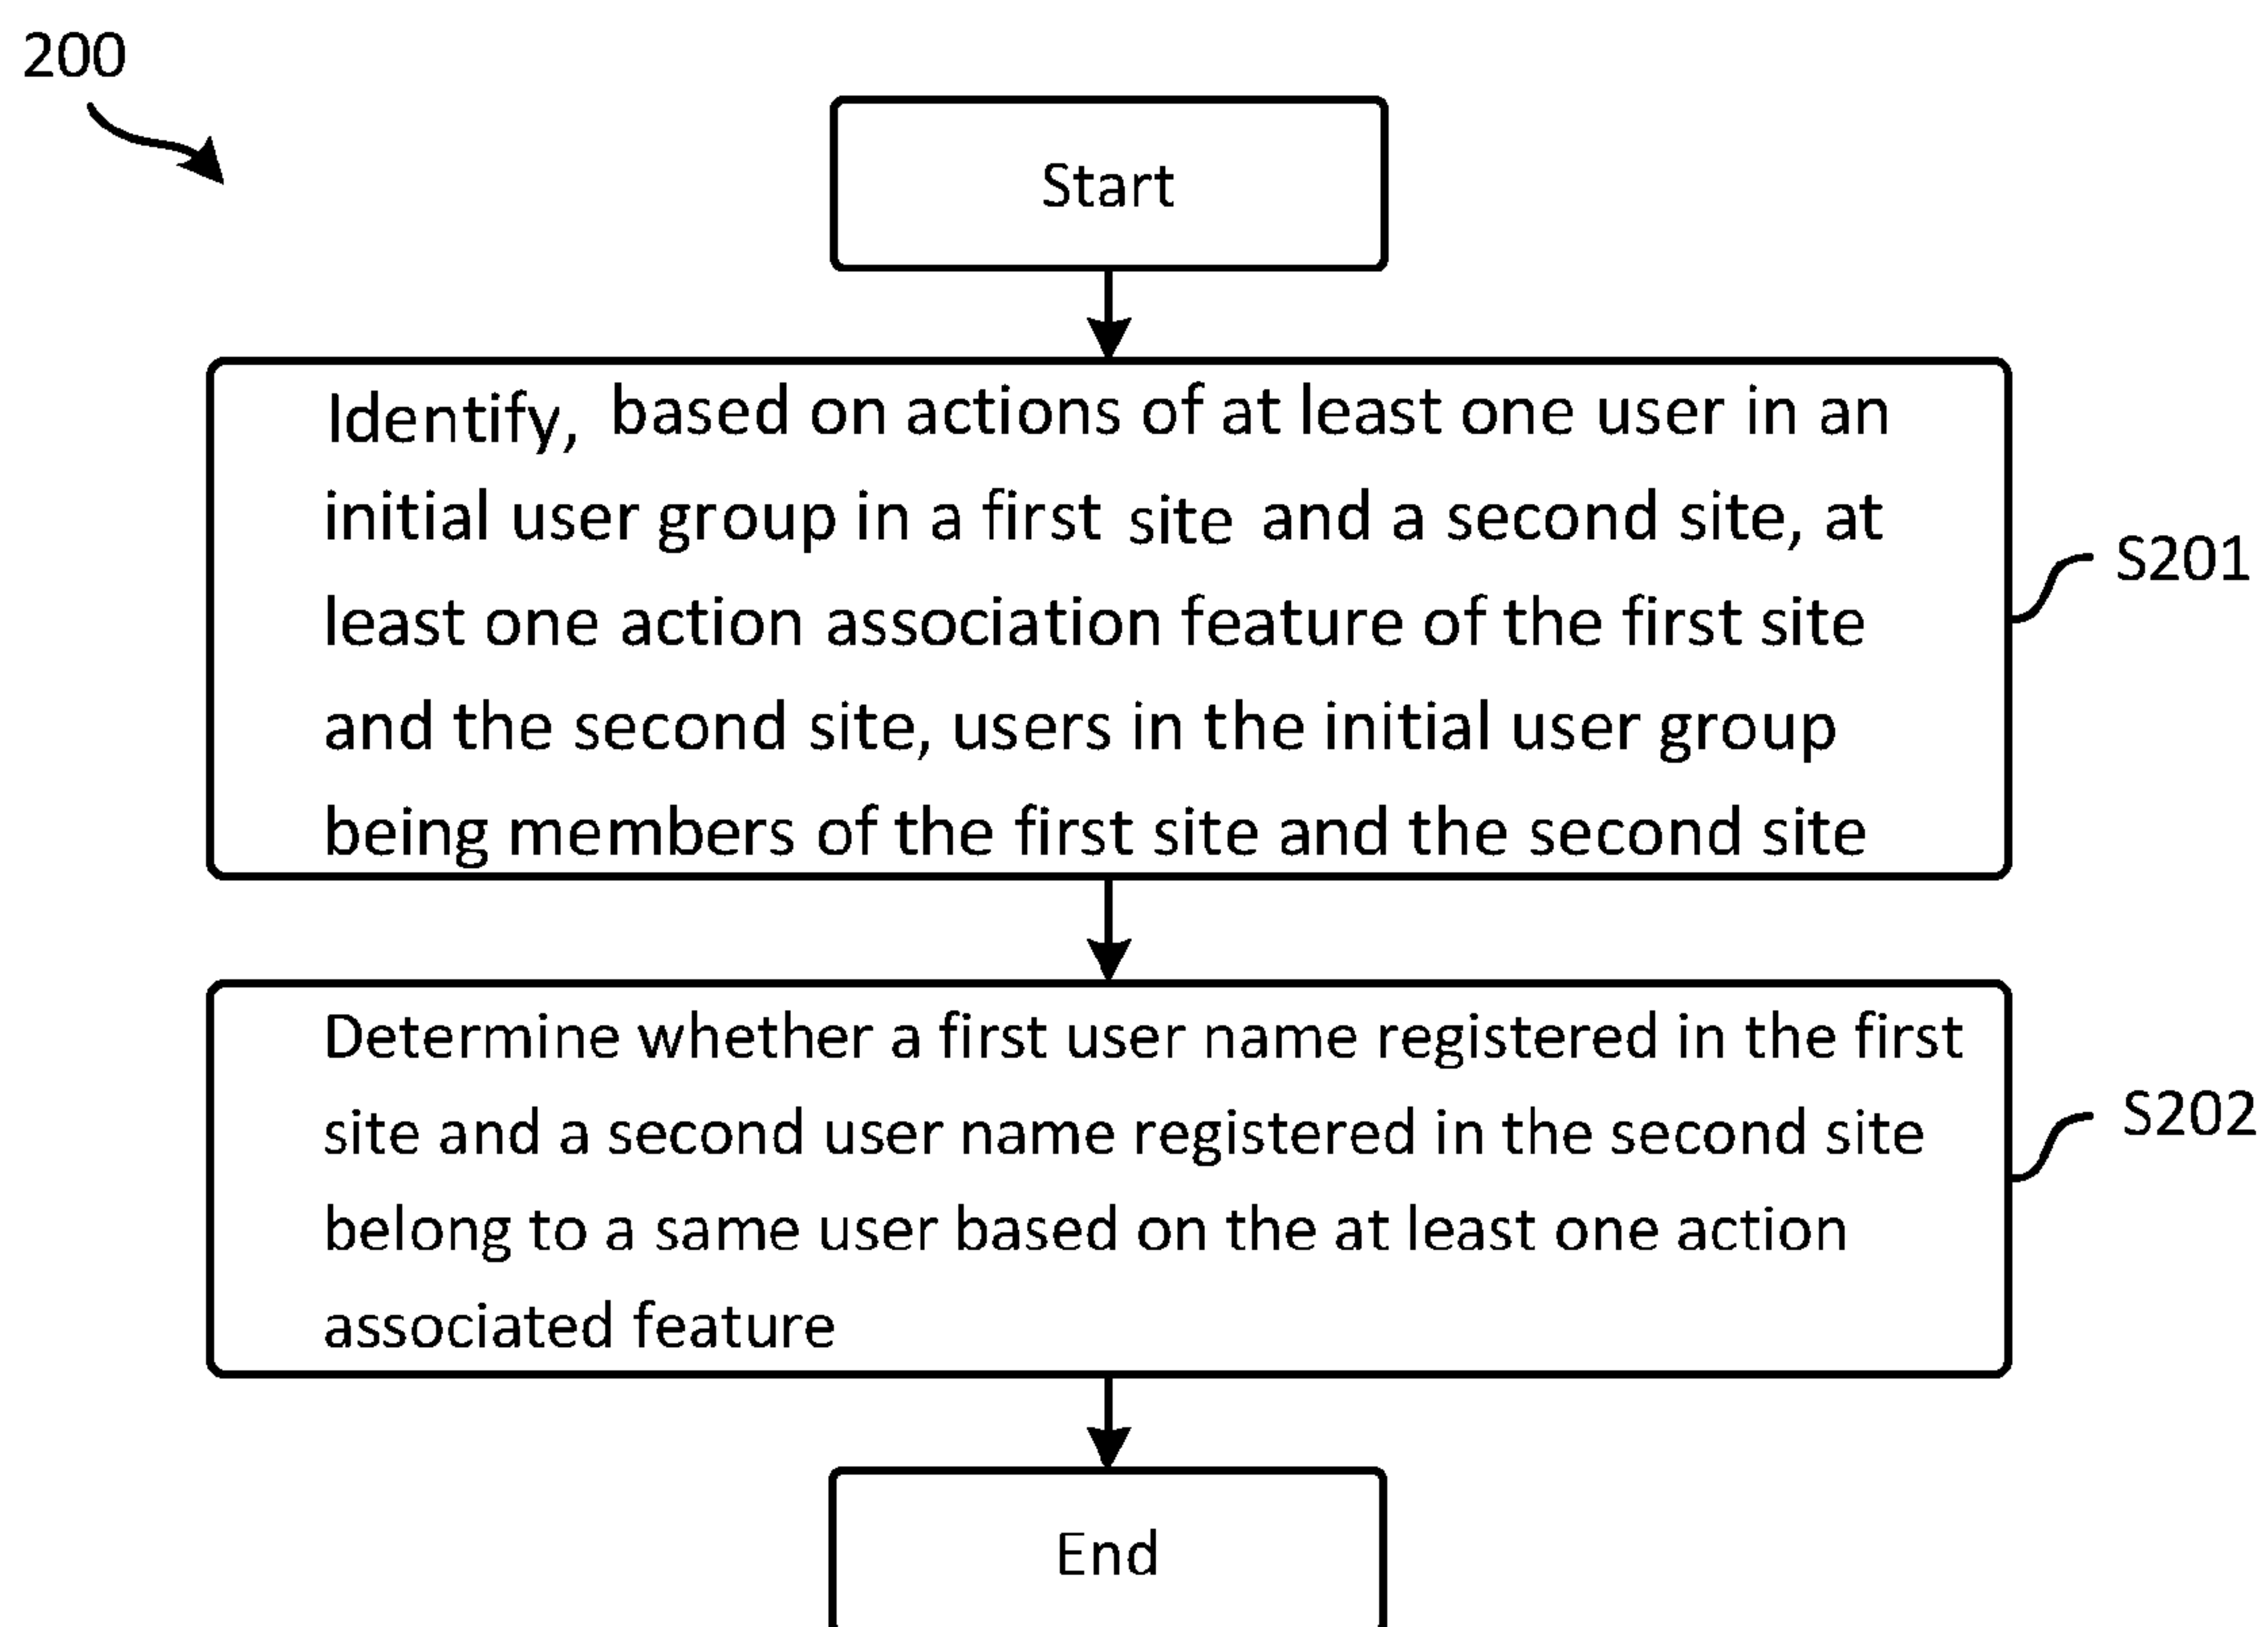 200
Start
Identify, based on actions of at least one user in an
initial user group in a first site and a second site, at
least one action association feature of the first site
and the second site, users in the initial user group
being members of the first site and the second site
S201
Determine whether a first user name registered in the first
site and a second user name registered in the second site
belong to a same user based on the at least one action
associated feature
S202
End